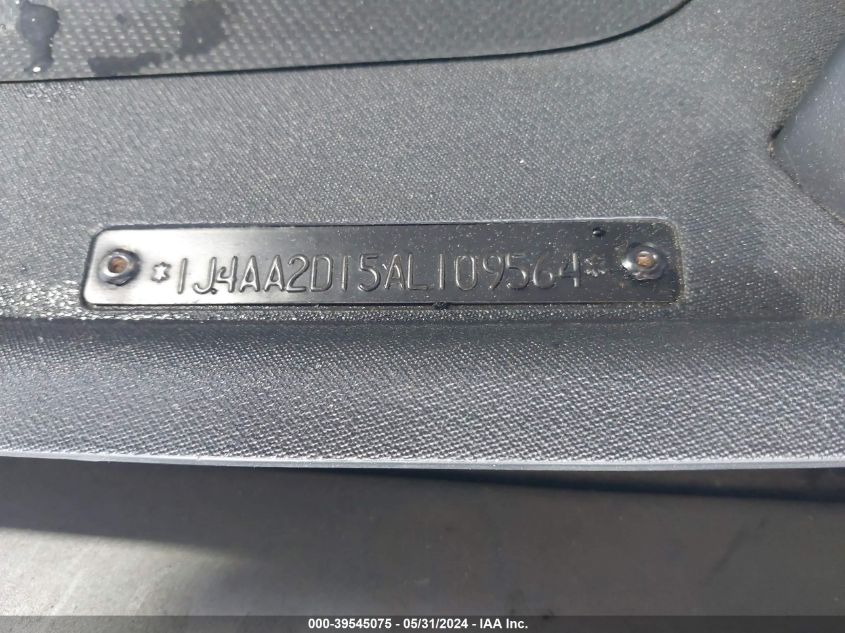 *1J4AA2D15AL109564*
000-39545075 - 05/31/2024 - IAA Inc.